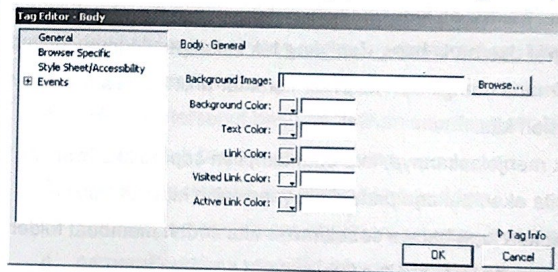 Tag Editor - Body
General
Browser Specific
Style Sheet/Accessibility
Events
Body - General
Background Image:
Browse...
Background Color:
Text Color:
Link Color:
Visited Link Color:
Active Link Color:
Tag Info
OK
Cancel